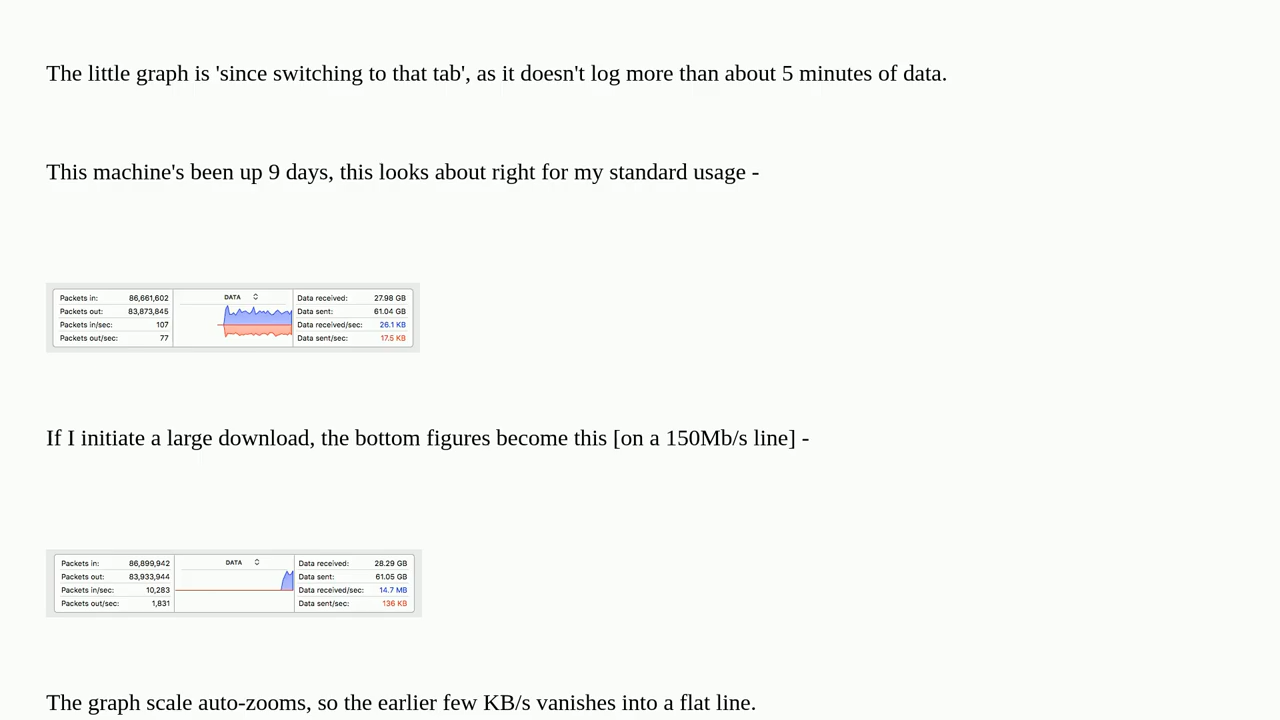 The little graph is 'since switching to that tab', as it doesn't log more than about 5 minutes of data.
This machine's been up 9 days, this looks about right for my standard usage -
Packets in: 86,661,602 DATA Data received: 27.98 GB
Packets out: 83,873,845 Data sent: 61.04 GB
Packets in/sec: 107 Data received/sec: 26.1 KB
Packets out/sec: 77 Data sent/sec: 17.5 KB
If I initiate a large download, the bottom figures become this [on a 150Mb/s line] -
Packets in: 86,899,942 DATA Data received: 28.29 GB
Packets out: 83,933,944 Data sent: 61.05 GB
Packets in/sec: 10,283 Data received/sec: 14.7 MB
Packets out/sec: 1,831 Data sent/sec: 136 KB
The graph scale auto-zooms, so the earlier few KB/s vanishes into a flat line.